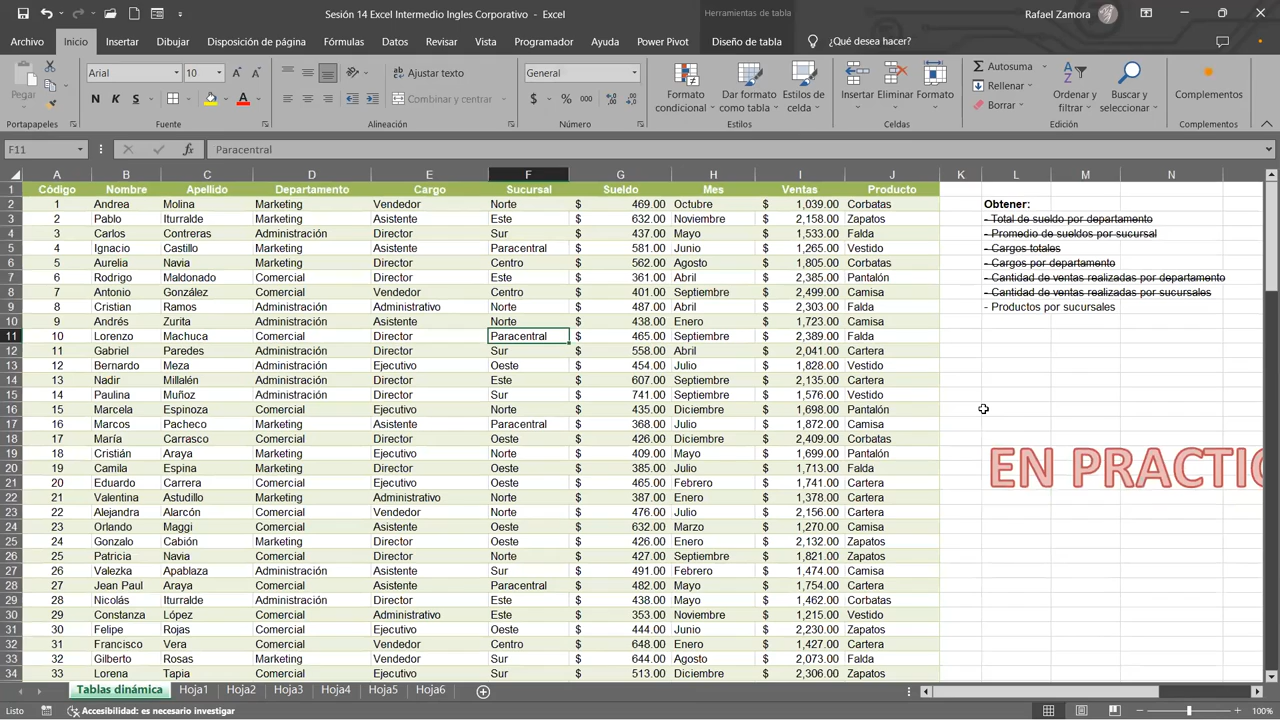 Sesión 14 Excel Intermedio Ingles Corporativo - Excel
Herramientas de tabla
Rafael Zamora
Archivo Inicio Insertar Dibujar Disposición de página Fórmulas Datos Revisar Vista Programador Ayuda Power Pivot Diseño de tabla ¿Qué desea hacer?
Pegar
Arial 10
N K S
Ajustar texto
Combinar y centrar
General
$ % 000
Formato condicional
Dar formato como tabla
Estilos de celda
Insertar Eliminar Formato
Autosuma
Rellenar
Borrar
Ordenar y filtrar
Buscar y seleccionar
Complementos
Portapapeles Fuente Alineación Número Estilos Celdas Edición Complementos
F11 fx Paracentral
A B C D E F G H I J K L M N
1 Código Nombre Apellido Departamento Cargo Sucursal Sueldo Mes Ventas Producto
2 1 Andrea Molina Marketing Vendedor Norte $ 469.00 Octubre $ 1,039.00 Corbatas Obtener:
3 2 Pablo Iturralde Marketing Asistente Este $ 632.00 Noviembre $ 2,158.00 Zapatos - Total de sueldo por departamento
4 3 Carlos Contreras Administración Director Sur $ 437.00 Mayo $ 1,533.00 Falda - Promedio de sueldos por sucursal
5 4 Ignacio Castillo Marketing Asistente Paracentral $ 581.00 Junio $ 1,265.00 Vestido - Cargos totales
6 5 Aurelia Navia Marketing Director Centro $ 562.00 Agosto $ 1,805.00 Corbatas - Cargos por departamento
7 6 Rodrigo Maldonado Comercial Director Este $ 361.00 Abril $ 2,385.00 Pantalón - Cantidad de ventas realizadas por departamento
8 7 Antonio González Comercial Vendedor Centro $ 401.00 Septiembre $ 2,499.00 Camisa - Cantidad de ventas realizadas por sucursales
9 8 Cristian Ramos Administración Administrativo Norte $ 487.00 Abril $ 2,303.00 Falda - Productos por sucursales
10 9 Andrés Zurita Administración Asistente Norte $ 438.00 Enero $ 1,723.00 Camisa
11 10 Lorenzo Machuca Comercial Director Paracentral $ 465.00 Septiembre $ 2,389.00 Falda
12 11 Gabriel Paredes Administración Director Sur $ 558.00 Abril $ 2,041.00 Cartera
13 12 Bernardo Meza Administración Ejecutivo Oeste $ 454.00 Julio $ 1,828.00 Vestido
14 13 Nadir Millalén Administración Director Este $ 607.00 Septiembre $ 2,135.00 Cartera
15 14 Paulina Muñoz Administración Director Sur $ 741.00 Septiembre $ 1,576.00 Vestido
16 15 Marcela Espinoza Comercial Ejecutivo Norte $ 435.00 Diciembre $ 1,698.00 Pantalón
17 16 Marcos Pacheco Marketing Asistente Paracentral $ 368.00 Julio $ 1,872.00 Camisa
18 17 María Carrasco Comercial Director Oeste $ 426.00 Diciembre $ 2,409.00 Corbatas
19 18 Cristián Araya Marketing Director Norte $ 409.00 Mayo $ 1,699.00 Pantalón
20 19 Camila Espina Marketing Director Oeste $ 385.00 Julio $ 1,713.00 Falda
EN PRACTIC
21 20 Eduardo Carrera Comercial Ejecutivo Oeste $ 465.00 Febrero $ 1,741.00 Camisa
22 21 Valentina Astudillo Marketing Administrativo Norte $ 387.00 Enero $ 1,378.00 Camisa
23 22 Alejandra Alarcón Comercial Vendedor Oeste $ 476.00 Julio $ 2,156.00 Cartera
24 23 Orlando Maggi Comercial Asistente Oeste $ 632.00 Marzo $ 1,270.00 Camisa
25 24 Gonzalo Cabión Marketing Director Oeste $ 426.00 Enero $ 2,132.00 Zapatos
26 25 Patricia Navia Comercial Director Norte $ 427.00 Septiembre $ 1,821.00 Zapatos
27 26 Valezka Apablaza Administración Asistente Sur $ 491.00 Febrero $ 1,474.00 Camisa
28 27 Jean Paul Araya Comercial Asistente Paracentral $ 482.00 Mayo $ 1,754.00 Cartera
29 28 Nicolás Iturralde Administración Director Este $ 438.00 Mayo $ 1,462.00 Corbatas
30 29 Constanza López Comercial Administrativo Este $ 353.00 Noviembre $ 1,215.00 Vestido
31 30 Felipe Rojas Comercial Ejecutivo Oeste $ 444.00 Junio $ 2,230.00 Zapatos
32 31 Francisco Vera Comercial Vendedor Centro $ 648.00 Enero $ 1,427.00 Cartera
33 32 Gilberto Rosas Marketing Vendedor Sur $ 644.00 Agosto $ 2,073.00 Falda
34 33 Lorena Tapia Comercial Ejecutivo Sur $ 513.00 Diciembre $ 2,306.00 Cartera
Tablas dinámica Hoja1 Hoja2 Hoja3 Hoja4 Hoja5 Hoja6
Listo Accesibilidad: es necesario investigar 100%